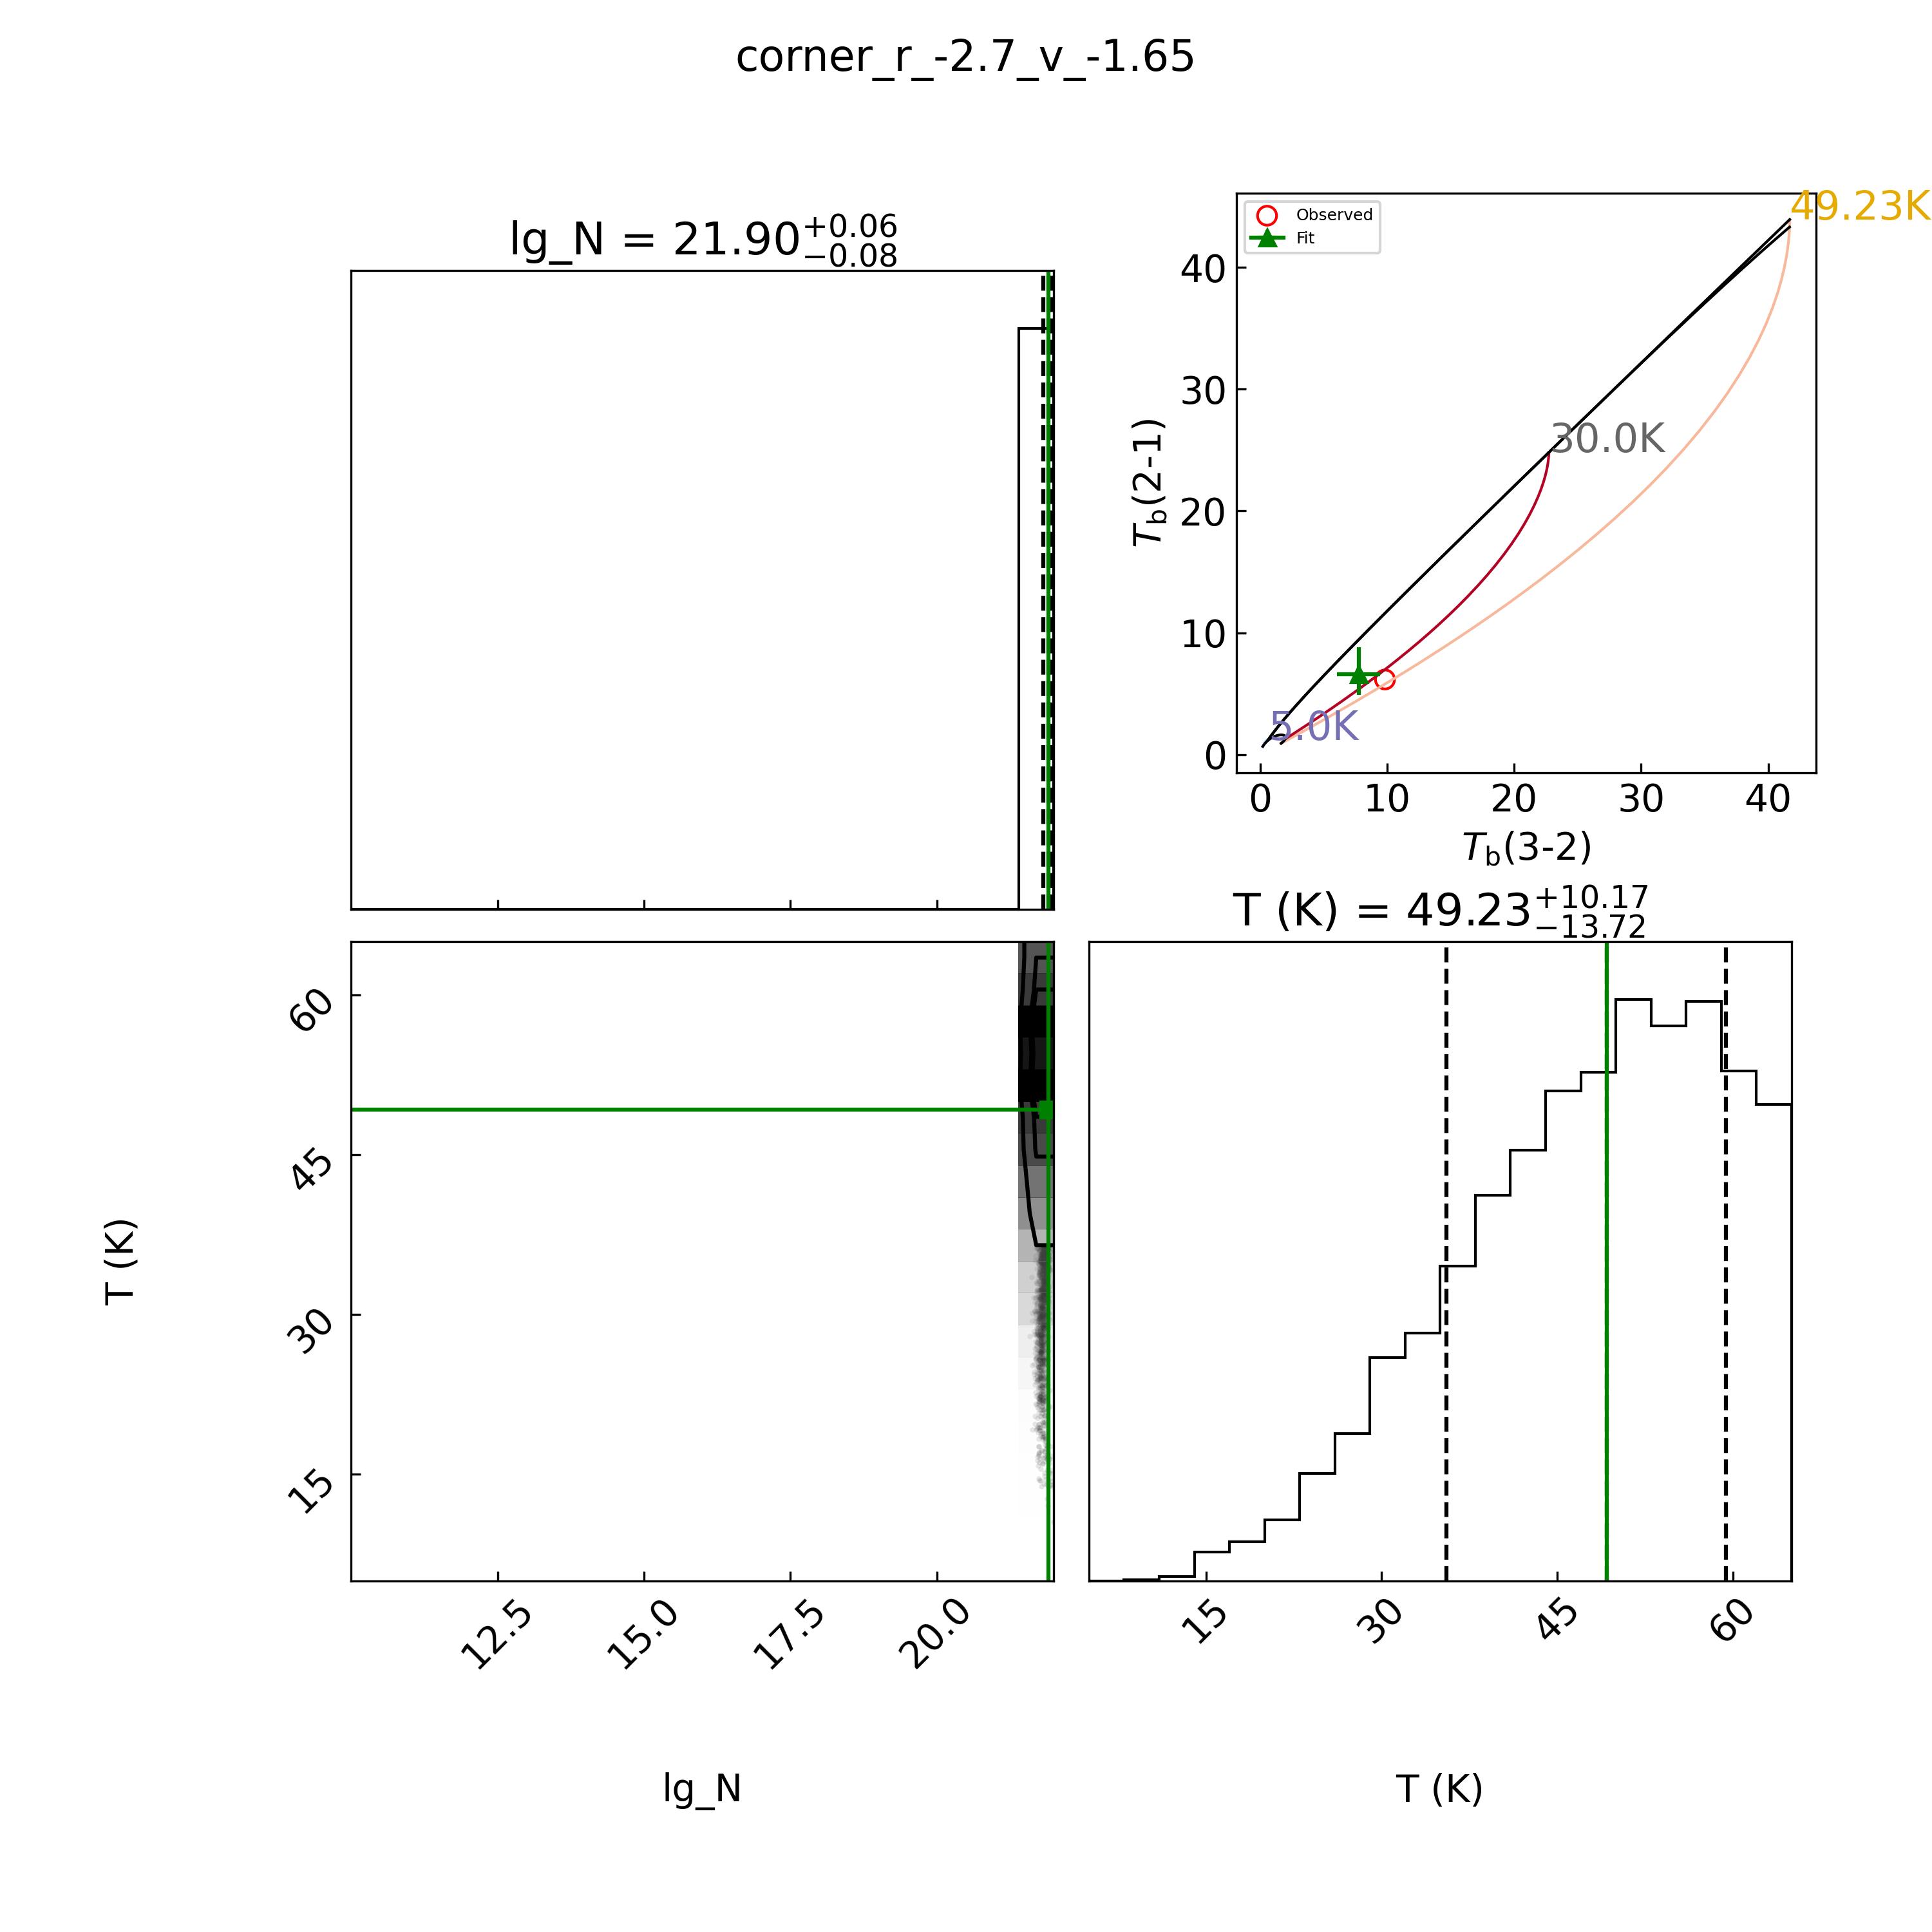 corner_r_-2.7_v_-1.65
lg_N = 21.90+0.06−0.08
49.23K
Observed
Fit
40
30
20
10
0
Tb(2-1)
30.0K
5.0K
0 10 20 30 40
Tb(3-2)
T (K) = 49.23+10.17−13.72
60
45
30
15
T (K)
12.5 15.0 17.5 20.0
15 30 45 60
lg_N
T (K)